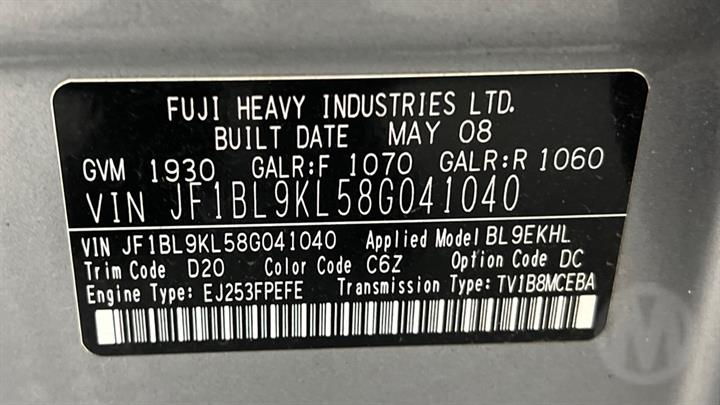 FUJI HEAVY INDUSTRIES LTD.
BUILT DATE MAY 08
GVM 1930 GALR:F 1070 GALR:R 1060
VIN JF1BL9KL58G041040
VIN JF1BL9KL58G041040 Applied Model BL9EKHL
Trim Code D20 Color Code C6Z Option Code DC
Engine Type: EJ253FPEFE Transmission Type: TV1B8MCEBA
M